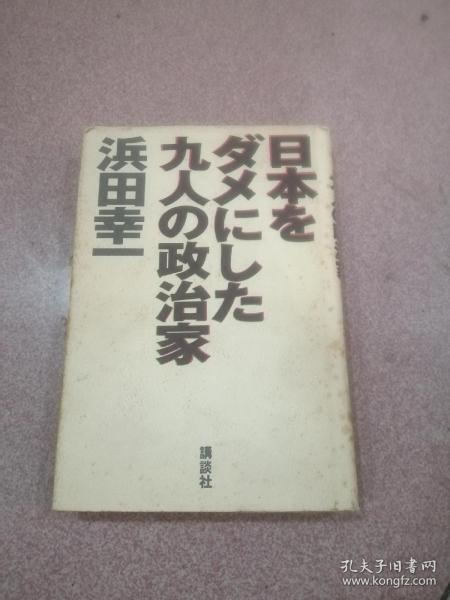 日本を
ダメにした
九人の政治家
浜田幸一
講談社
孔夫子旧书网
www.kongfz.com